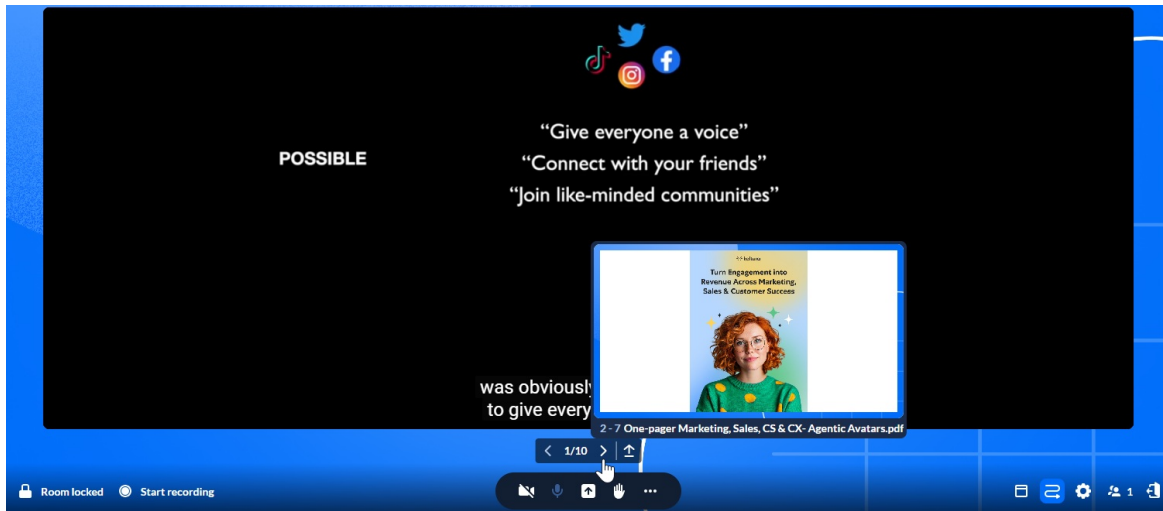 “Give everyone a voice”
POSSIBLE
“Connect with your friends”
“Join like-minded communities”
Turn Engagement into
Revenue Across Marketing,
Sales & Customer Success
was obviously
to give every
2 - 7 One-pager Marketing, Sales, CS & CX- Agentic Avatars.pdf
1/10
Room locked
Start recording
1